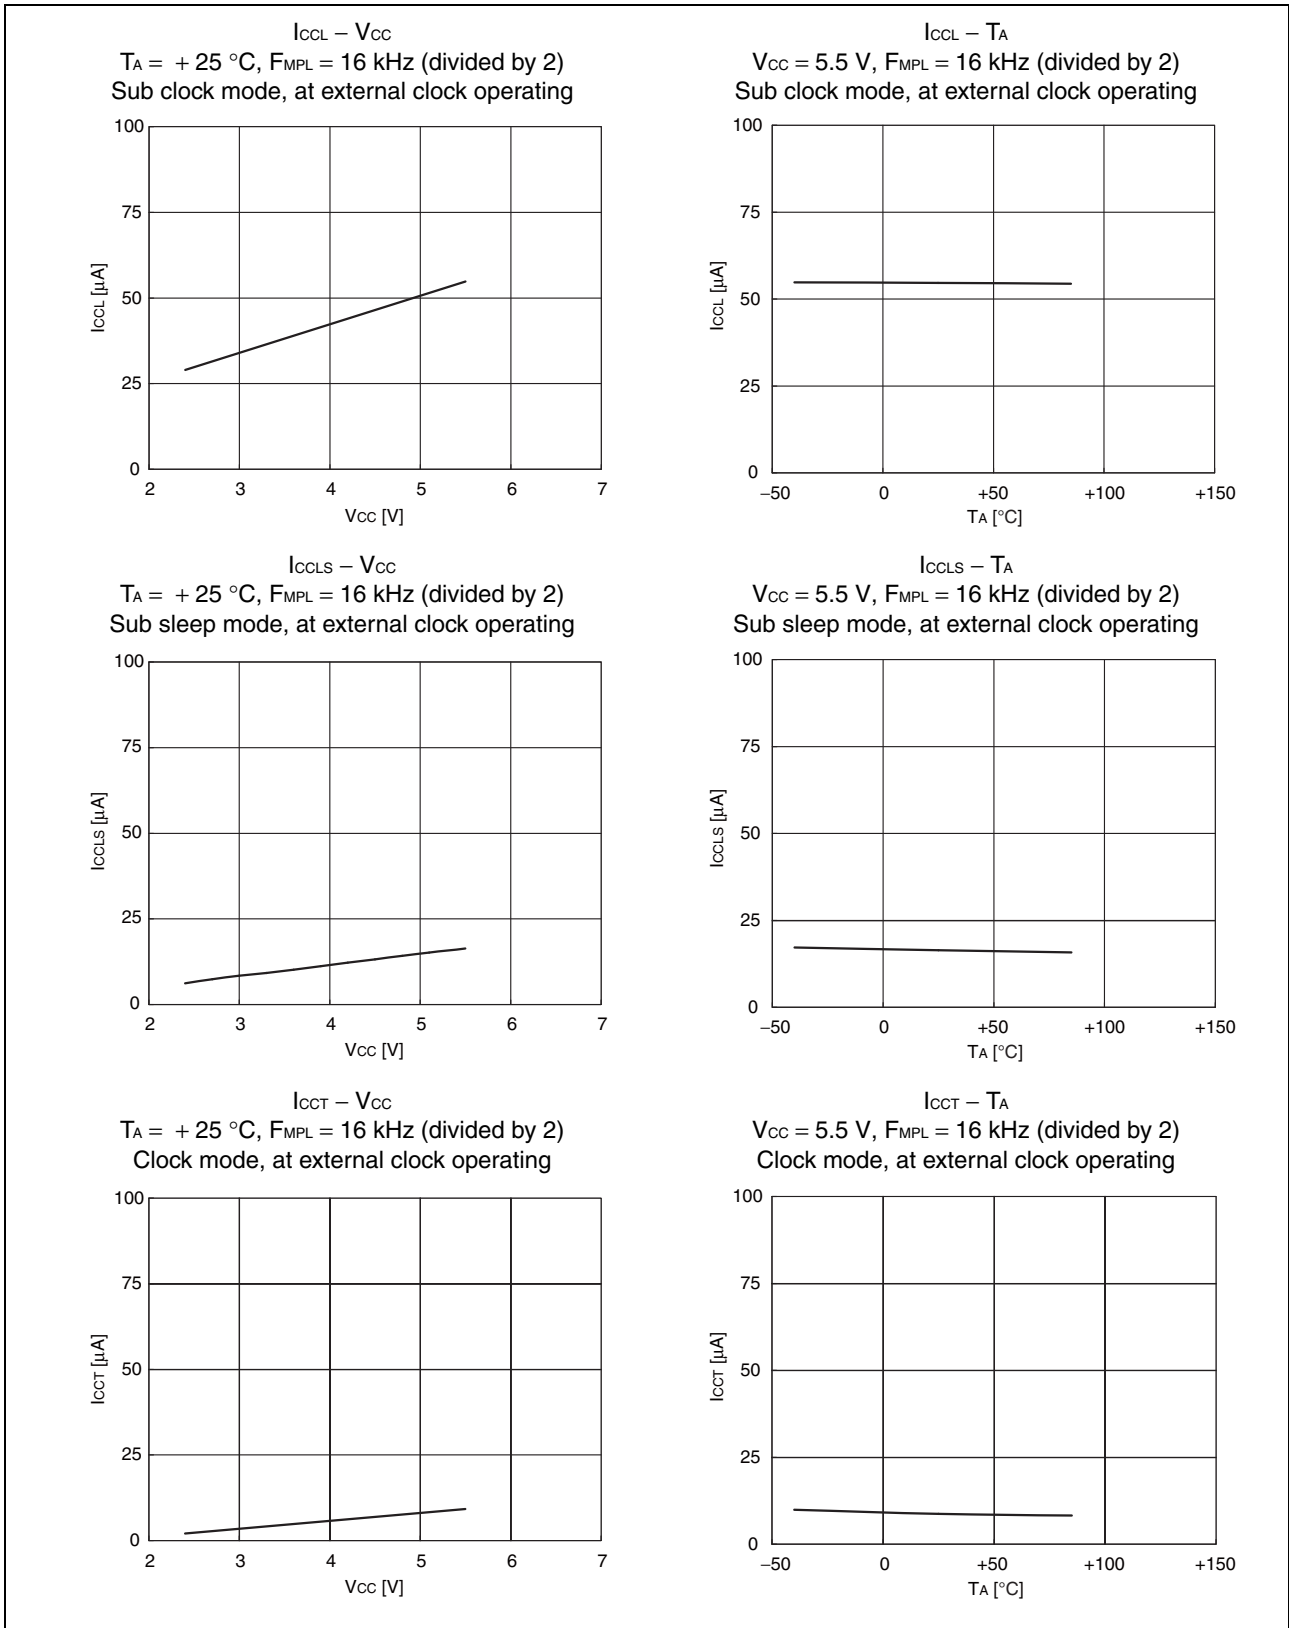 ICCL – VCC
TA = + 25 °C, FMPL = 16 kHz (divided by 2)
Sub clock mode, at external clock operating
100
75
50
25
0
ICCL [µA]
2 3 4 5 6 7
VCC [V]
ICCL – TA
VCC = 5.5 V, FMPL = 16 kHz (divided by 2)
Sub clock mode, at external clock operating
100
75
50
25
0
ICCL [µA]
−50 0 +50 +100 +150
TA [°C]
ICCLS – VCC
TA = + 25 °C, FMPL = 16 kHz (divided by 2)
Sub sleep mode, at external clock operating
100
75
50
25
0
ICCLS [µA]
2 3 4 5 6 7
VCC [V]
ICCLS – TA
VCC = 5.5 V, FMPL = 16 kHz (divided by 2)
Sub sleep mode, at external clock operating
100
75
50
25
0
ICCLS [µA]
−50 0 +50 +100 +150
TA [°C]
ICCT – VCC
TA = + 25 °C, FMPL = 16 kHz (divided by 2)
Clock mode, at external clock operating
100
75
50
25
0
ICCT [µA]
2 3 4 5 6 7
VCC [V]
ICCT – TA
VCC = 5.5 V, FMPL = 16 kHz (divided by 2)
Clock mode, at external clock operating
100
75
50
25
0
ICCT [µA]
−50 0 +50 +100 +150
TA [°C]